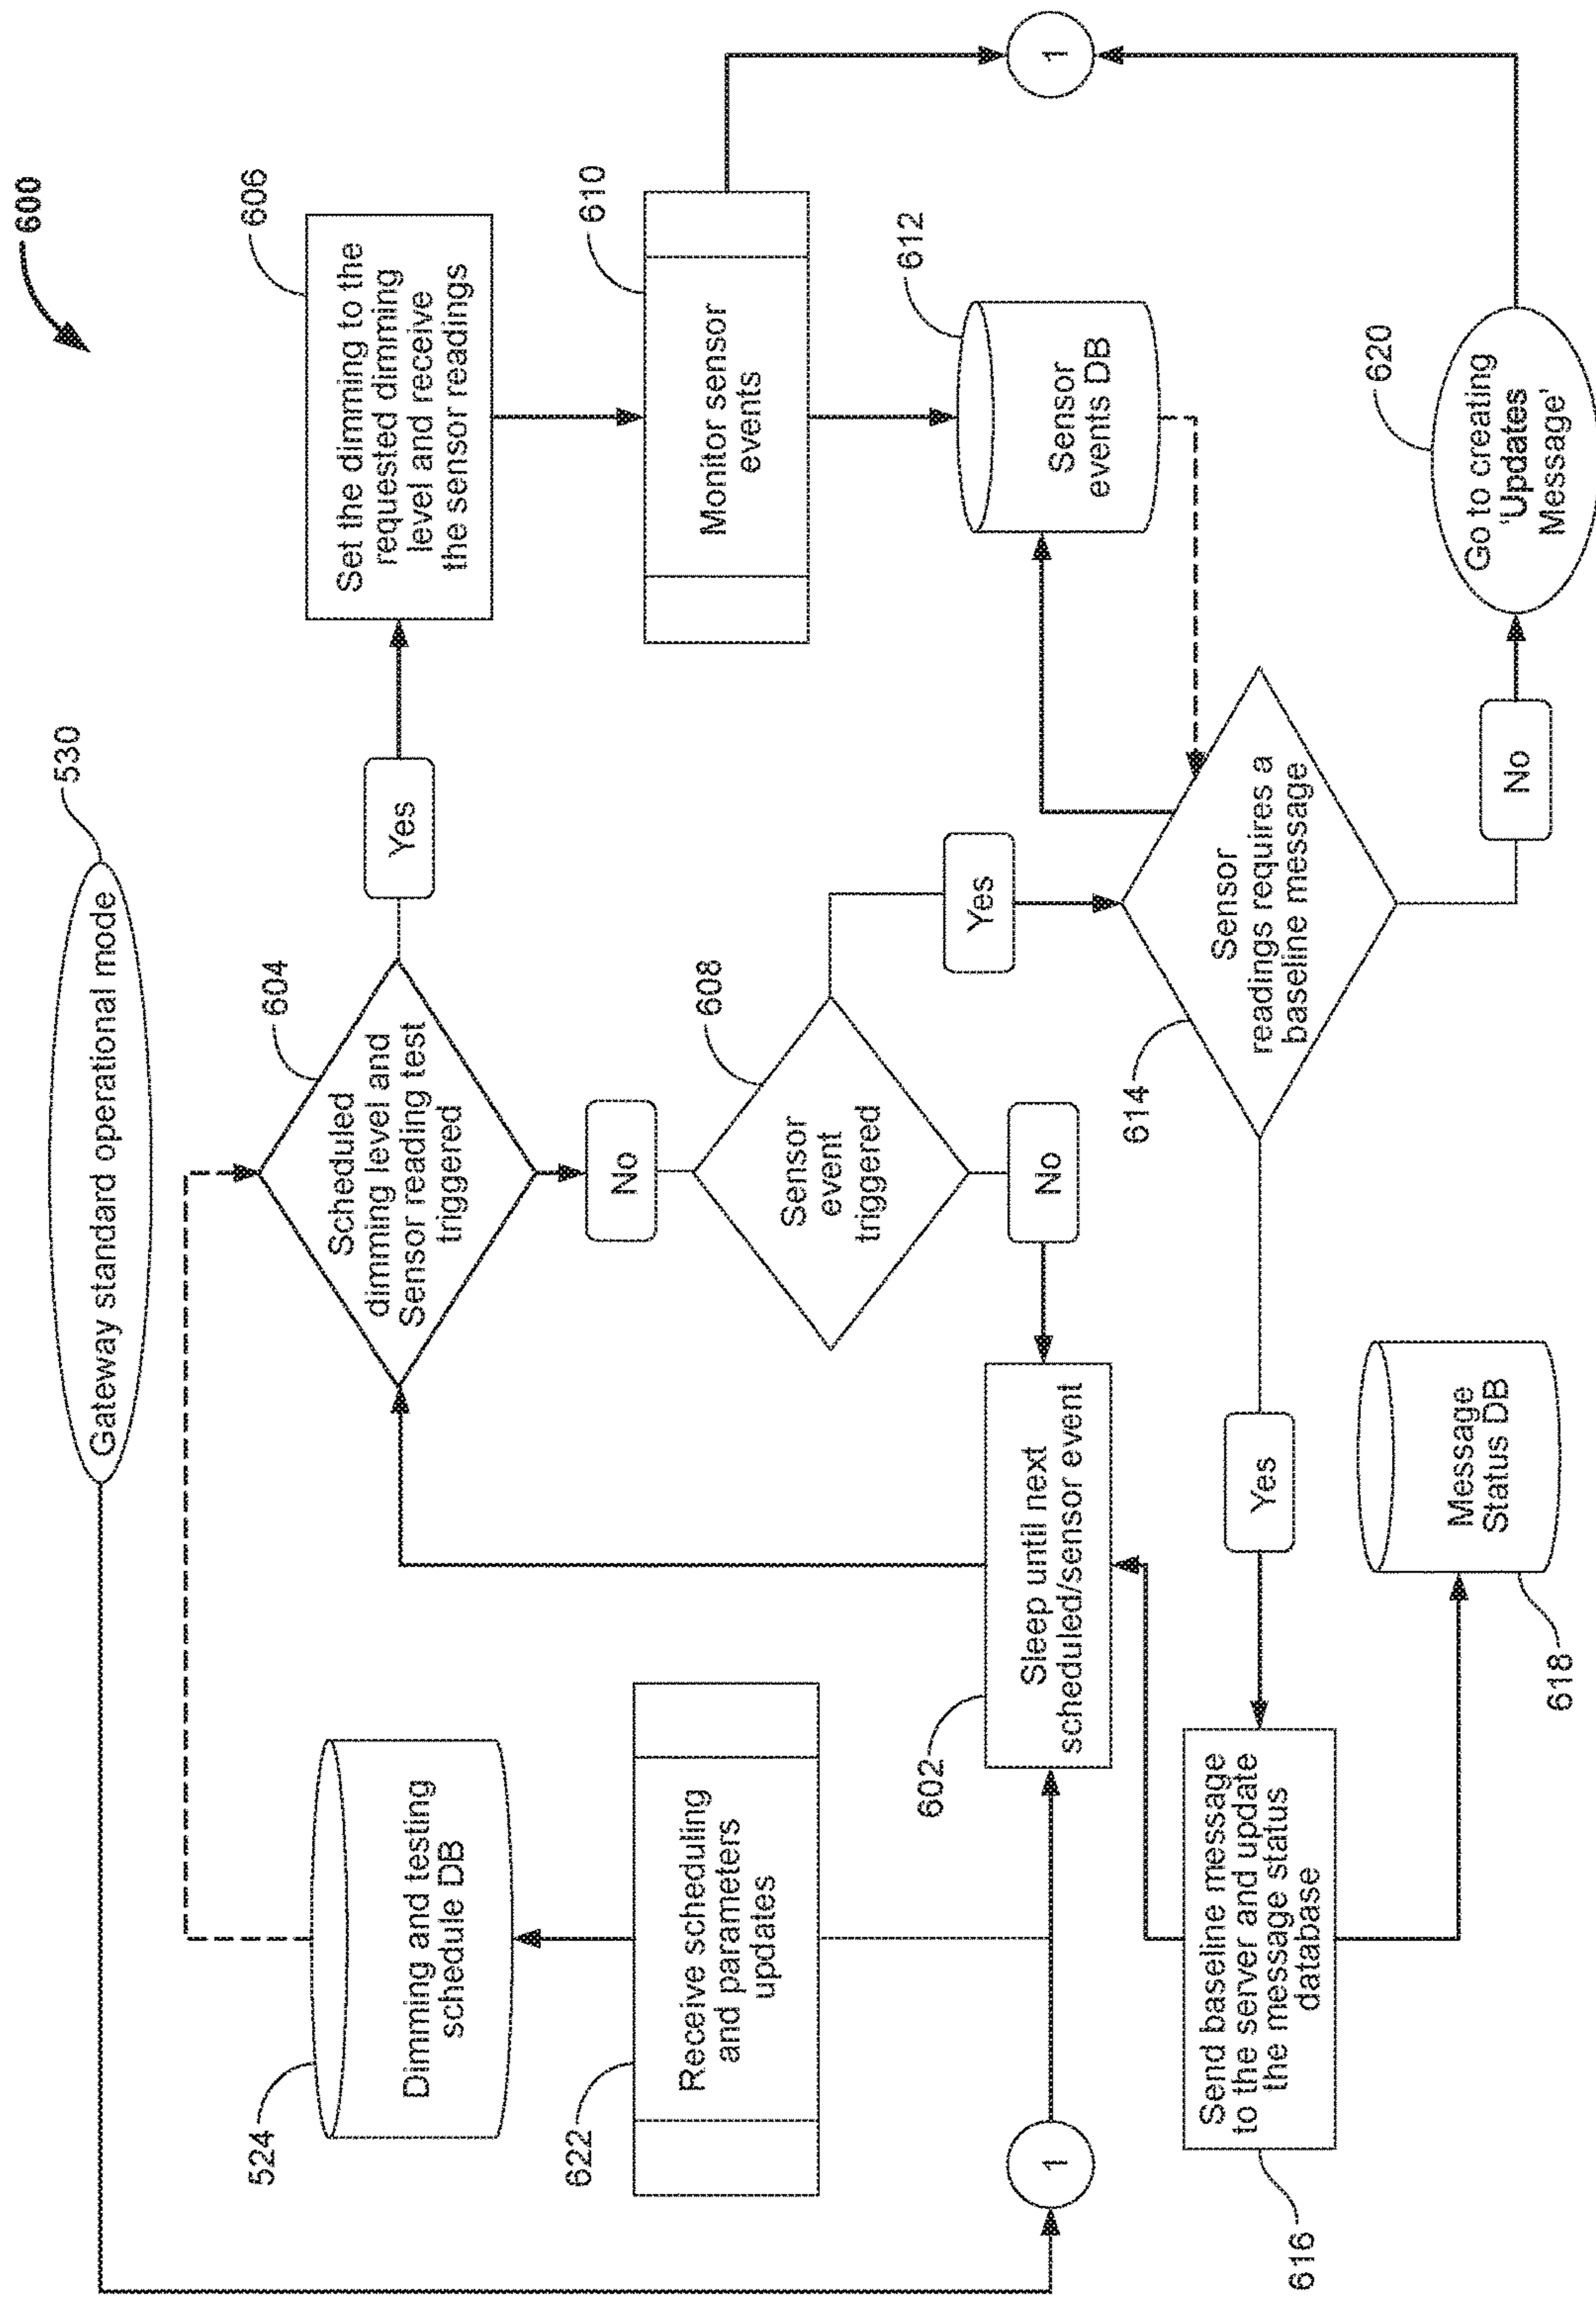 600
530
Gateway standard operational mode
524
Dimming and testing
schedule DB
604
Scheduled
dimming level and
Sensor reading test
triggered
Yes
606
Set the dimming to the
requested dimming
level and receive
the sensor readings
622
Receive scheduling
and parameters
updates
No
608
Sensor
event
triggered
610
Monitor sensor
events
1
602
Sleep until next
scheduled/sensor event
No
Yes
612
Sensor
events DB
1
616
Send baseline message
to the server and update
the message status
database
Yes
614
Sensor
readings requires a
baseline message
618
Message
Status DB
No
620
Go to creating
'Updates
Message'